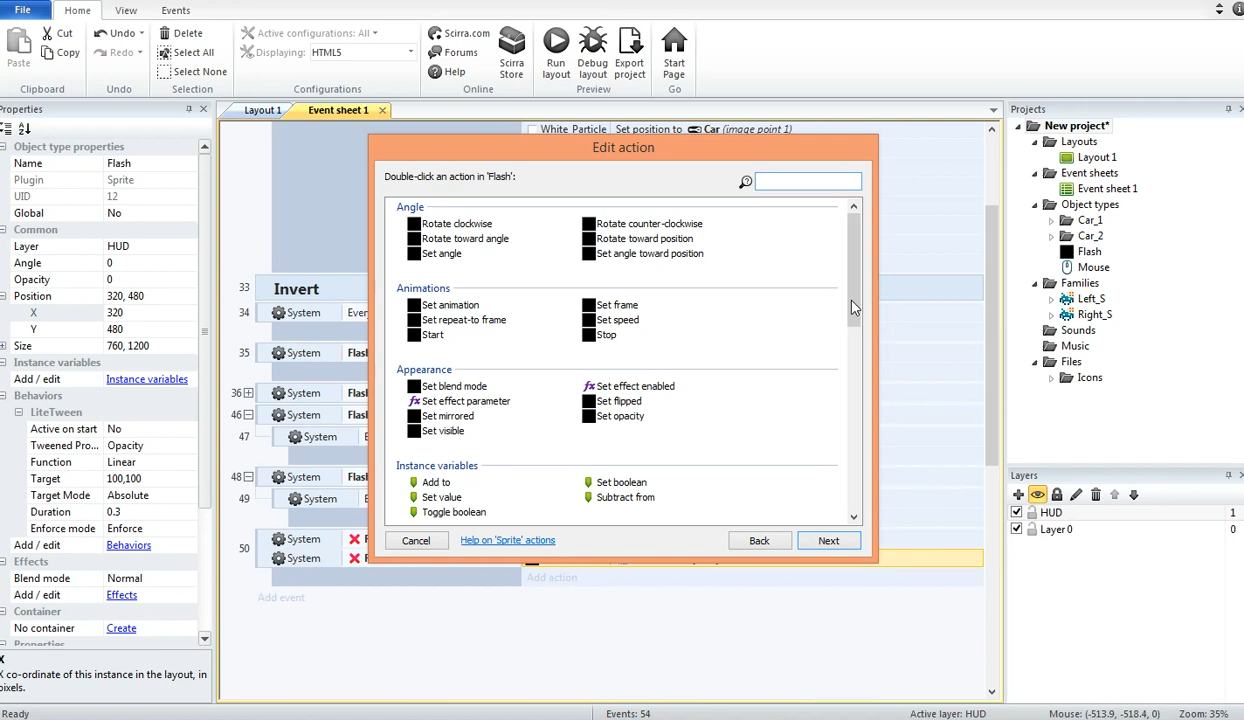 File Home View Events
Paste Cut Copy Undo Redo Delete Select All Select None
Active configurations: All
Displaying: HTML5
Scirra.com Forums Help Scirra Store
Run layout Debug layout Export project Start Page
Clipboard Undo Selection Configurations Online Preview Go
Properties
Object type properties
Name Flash
Plugin Sprite
UID 12
Global No
Common
Layer HUD
Angle 0
Opacity 0
Position 320, 480
X 320
Y 480
Size 760, 1200
Instance variables
Add / edit Instance variables
Behaviors
LiteTween
Active on start No
Tweened Pro... Opacity
Function Linear
Target 100,100
Target Mode Absolute
Duration 0.3
Enforce mode Enforce
Add / edit Behaviors
Effects
Blend mode Normal
Add / edit Effects
Container
No container Create
Properties
X
X co-ordinate of this instance in the layout, in
pixels.
Layout 1 Event sheet 1
White Particle Set position to Car (image point 1)
33 Invert
34 System
35 System
36 System
46 System
47 System
48 System
49 System
50 System
System
Add action
Add event
Edit action
Double-click an action in 'Flash':
Angle
Rotate clockwise Rotate counter-clockwise
Rotate toward angle Rotate toward position
Set angle Set angle toward position
Animations
Set animation Set frame
Set repeat-to frame Set speed
Start Stop
Appearance
Set blend mode fx Set effect enabled
fx Set effect parameter Set flipped
Set mirrored Set opacity
Set visible
Instance variables
Add to Set boolean
Set value Subtract from
Toggle boolean
Cancel Help on 'Sprite' actions Back Next
Projects
New project*
Layouts
Layout 1
Event sheets
Event sheet 1
Object types
Car_1
Car_2
Flash
Mouse
Families
Left_S
Right_S
Sounds
Music
Files
Icons
Layers
HUD 1
Layer 0 0
Ready Events: 54 Active layer: HUD Mouse: (-513.9, -518.4, 0) Zoom: 35%